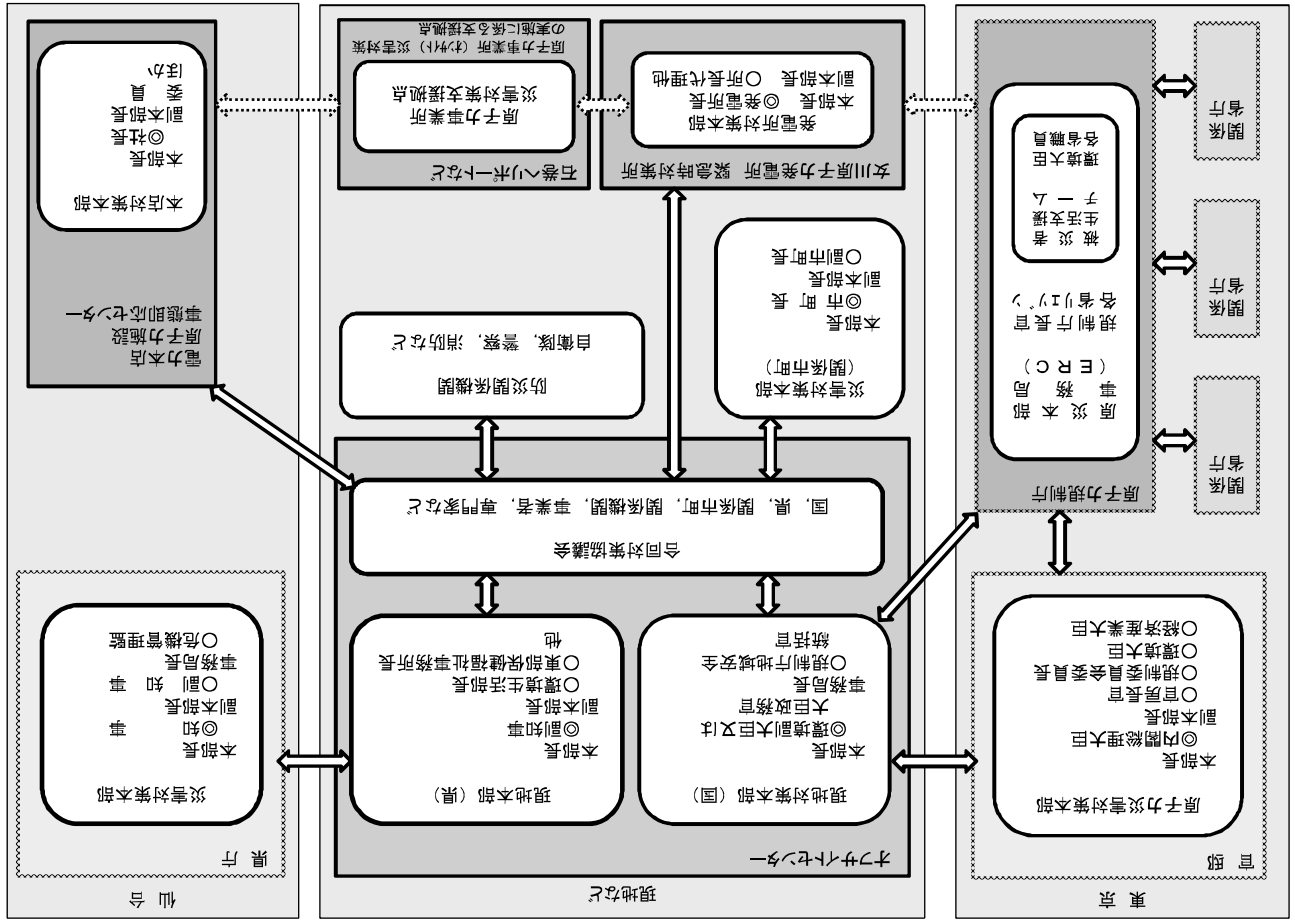 東 京
官 邸
原子力災害対策本部
本部長
◎内閣総理大臣
副本部長
○官房長官
○規制委員会委員長
○環境大臣
○経済産業大臣
関係
省庁
関係
省庁
関係
省庁
原子力規制庁
原 災 本 部
事 務 局
(ＥＲＣ)
規制庁長官
各省リエゾン
被 災 者
生活支援
チ ー ム
環境大臣
各省職員
現地など
オフサイトセンター
現地対策本部（国）
本部長
◎環境副大臣又は
大臣政務官
事務局長
○規制庁地域安全
統括官
現地本部（県）
本部長
◎副知事
副本部長
○環境生活部長
○東部保健福祉事務所長
他
合同対策協議会
国，県，関係市町，関係機関，事業者，専門家など
災害対策本部
(関係市町)
本部長
◎市 町 長
副本部長
○副市町長
防災関係機関
自衛隊，警察，消防など
女川原子力発電所 緊急時対策所
発電所対策本部
本部長 ◎発電所長
副本部長 ○所長代理他
石巻ヘリポートなど
原子力事業所
災害対策支援拠点
原子力事業所（ｵﾝｻｲﾄ）災害対策
の実施に係る支援拠点
仙 台
県 庁
災害対策本部
本部長
◎知 事
副本部長
○副 知 事
事務局長
○危機管理監
電力本店
原子力施設
事態即応センター
本店対策本部
本部長
◎社長
副本部長
委 員
ほか